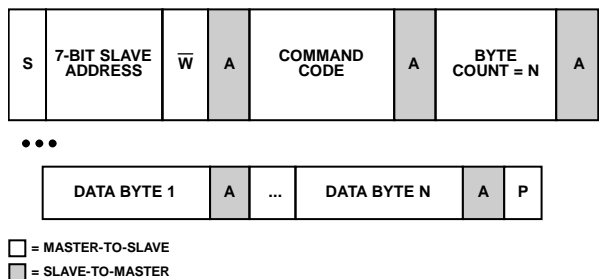 S 7-BIT SLAVE ADDRESS W̅ A COMMAND CODE A BYTE COUNT = N A
•••
DATA BYTE 1 A ... DATA BYTE N A P
= MASTER-TO-SLAVE
= SLAVE-TO-MASTER